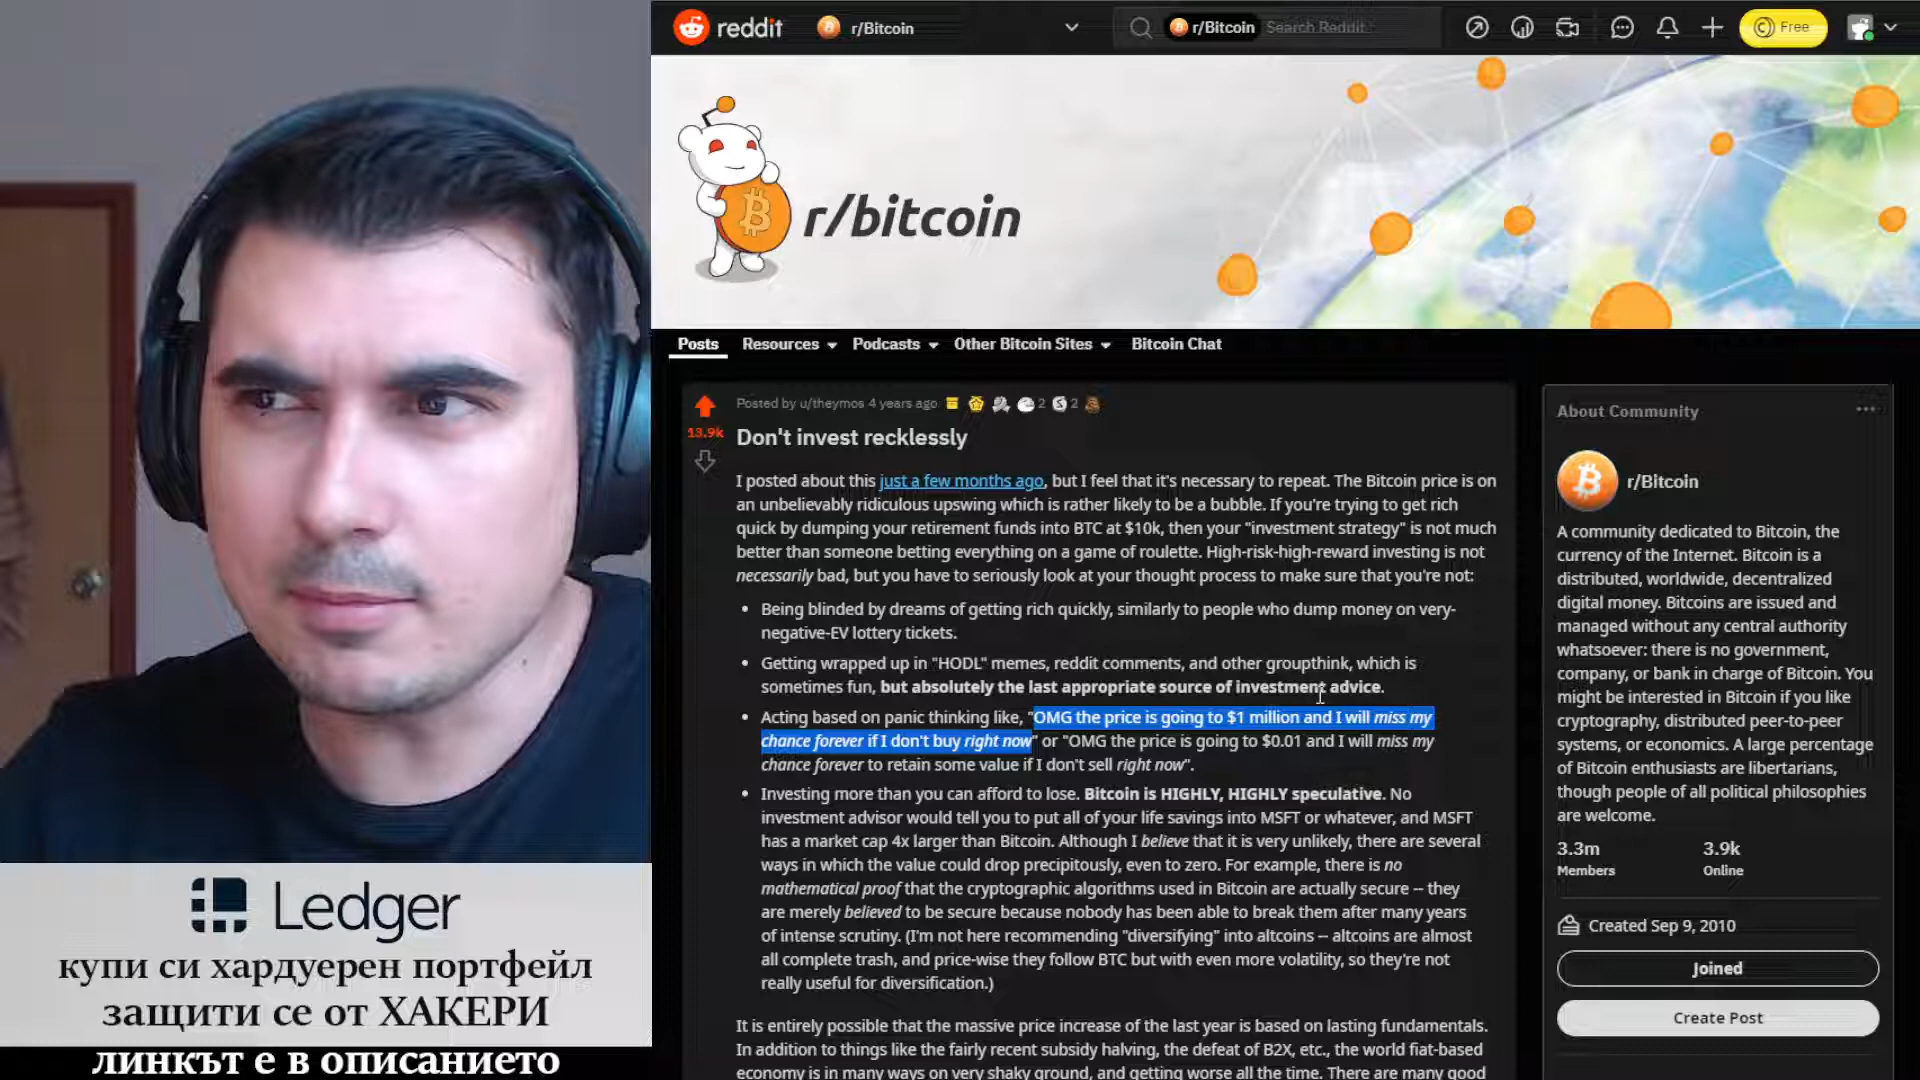 reddit
r/Bitcoin
r/Bitcoin Search Reddit
Free
r/bitcoin
Posts
Resources
Podcasts
Other Bitcoin Sites
Bitcoin Chat
13.9k
Posted by u/theymos 4 years ago
2
2
Don't invest recklessly
I posted about this just a few months ago, but I feel that it's necessary to repeat. The Bitcoin price is on
an unbelievably ridiculous upswing which is rather likely to be a bubble. If you're trying to get rich
quick by dumping your retirement funds into BTC at $10k, then your "investment strategy" is not much
better than someone betting everything on a game of roulette. High-risk-high-reward investing is not
necessarily bad, but you have to seriously look at your thought process to make sure that you're not:
• Being blinded by dreams of getting rich quickly, similarly to people who dump money on very-
negative-EV lottery tickets.
• Getting wrapped up in "HODL" memes, reddit comments, and other groupthink, which is
sometimes fun, but absolutely the last appropriate source of investment advice.
• Acting based on panic thinking like, "OMG the price is going to $1 million and I will miss my
chance forever if I don't buy right now" or "OMG the price is going to $0.01 and I will miss my
chance forever to retain some value if I don't sell right now".
• Investing more than you can afford to lose. Bitcoin is HIGHLY, HIGHLY speculative. No
investment advisor would tell you to put all of your life savings into MSFT or whatever, and MSFT
has a market cap 4x larger than Bitcoin. Although I believe that it is very unlikely, there are several
ways in which the value could drop precipitously, even to zero. For example, there is no
mathematical proof that the cryptographic algorithms used in Bitcoin are actually secure -- they
are merely believed to be secure because nobody has been able to break them after many years
of intense scrutiny. (I'm not here recommending "diversifying" into altcoins -- altcoins are almost
all complete trash, and price-wise they follow BTC but with even more volatility, so they're not
really useful for diversification.)
It is entirely possible that the massive price increase of the last year is based on lasting fundamentals.
In addition to things like the fairly recent subsidy halving, the defeat of B2X, etc., the world fiat-based
economy is in many ways on very shaky ground, and getting worse all the time. There are many good
About Community
r/Bitcoin
A community dedicated to Bitcoin, the
currency of the Internet. Bitcoin is a
distributed, worldwide, decentralized
digital money. Bitcoins are issued and
managed without any central authority
whatsoever: there is no government,
company, or bank in charge of Bitcoin. You
might be interested in Bitcoin if you like
cryptography, distributed peer-to-peer
systems, or economics. A large percentage
of Bitcoin enthusiasts are libertarians,
though people of all political philosophies
are welcome.
3.3m
Members
3.9k
Online
Created Sep 9, 2010
Joined
Create Post
Ledger
купи си хардуерен портфейл
защити се от ХАКЕРИ
линкът е в описанието